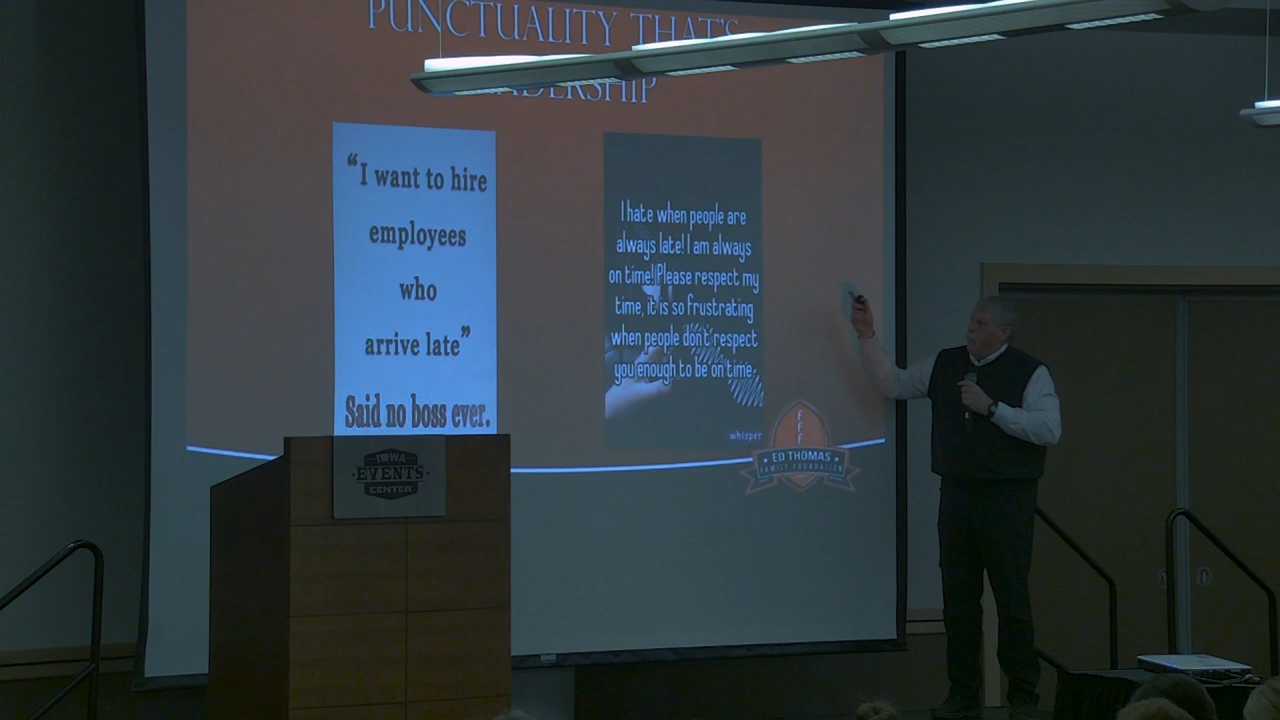 PUNCTUALITY THAT'S
“I want to hire
employees
who
arrive late”
Said no boss ever.
I hate when people are
always late! I am always
on time! Please respect my
time, it is so frustrating
when people don't respect
you enough to be on time.
whisper
F
F
F
ED THOMAS
FAMILY FOUNDATION
IOWA
EVENTS
CENTER